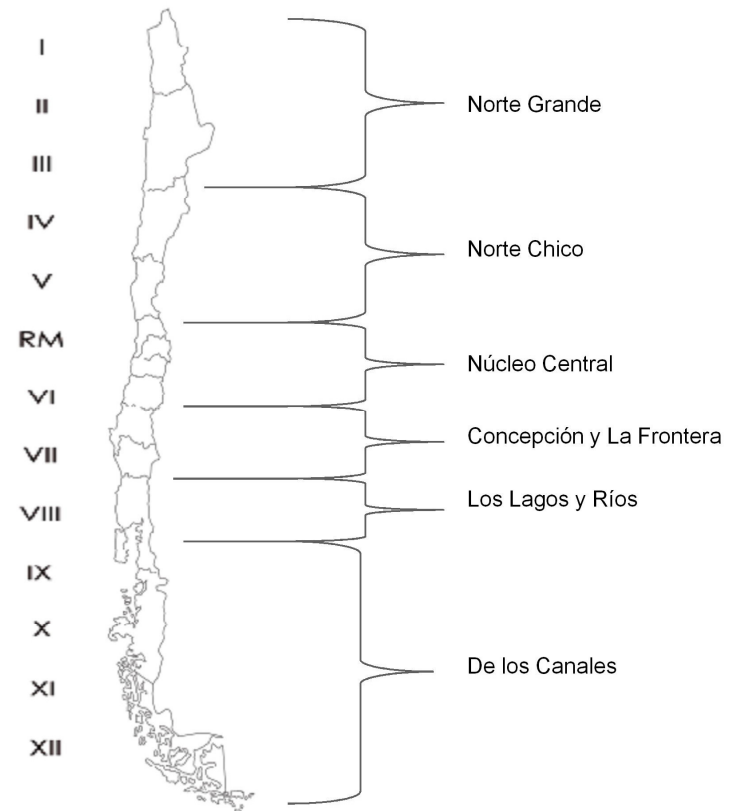 I
II
III
IV
V
RM
VI
VII
VIII
IX
X
XI
XII
Norte Grande
Norte Chico
Núcleo Central
Concepción y La Frontera
Los Lagos y Ríos
De los Canales